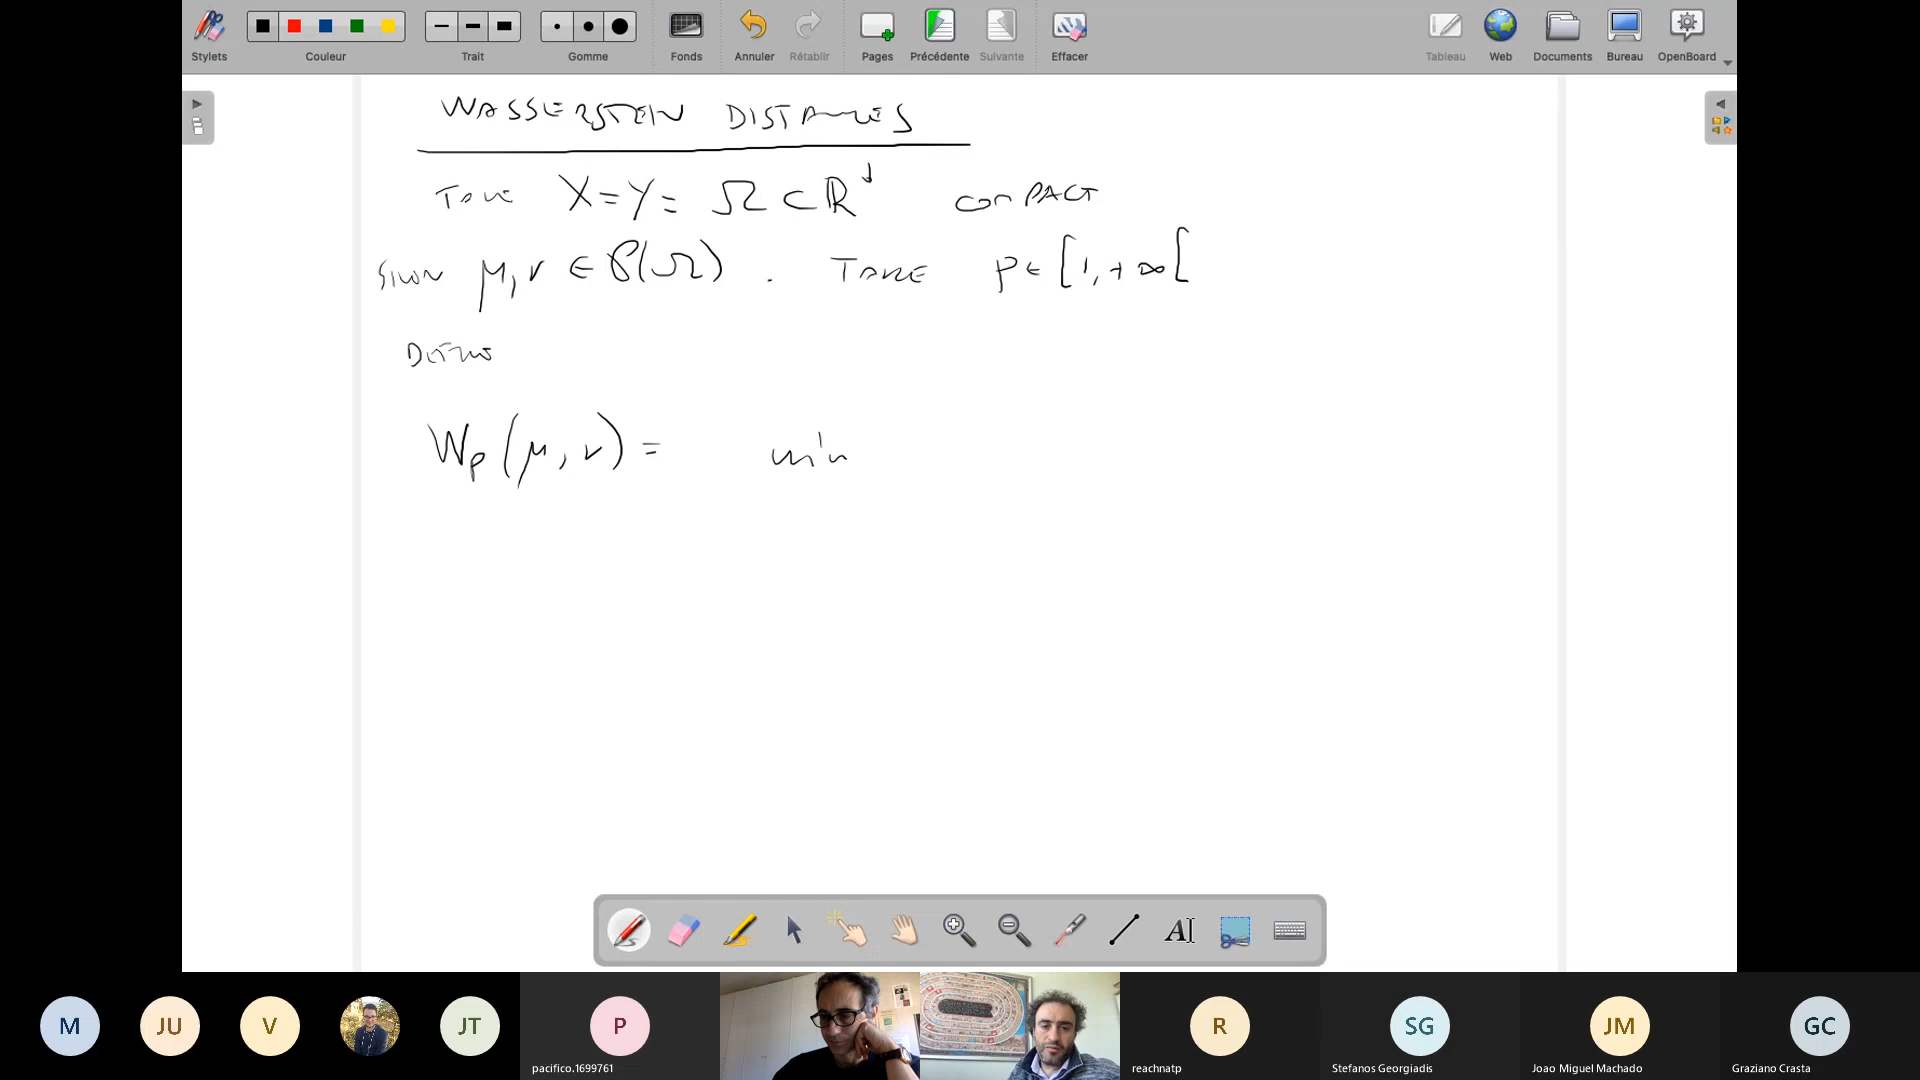 Stylets Couleur Trait Gomme Fonds Annuler Rétablir Pages Précédente Suivante Effacer Tableau Web Documents Bureau OpenBoard
WASSERSTEIN DISTANCES
TAKE X=Y= Ω ⊂ ℝᵈ COMPACT
GIVEN μ, ν ∈ P(Ω) . TAKE p ∈ [1, +∞[
DEFINE
Wp(μ, ν) = min
AI
M JU V JT P R SG JM GC
pacifico.1699761 reachnatp Stefanos Georgiadis Joao Miguel Machado Graziano Crasta